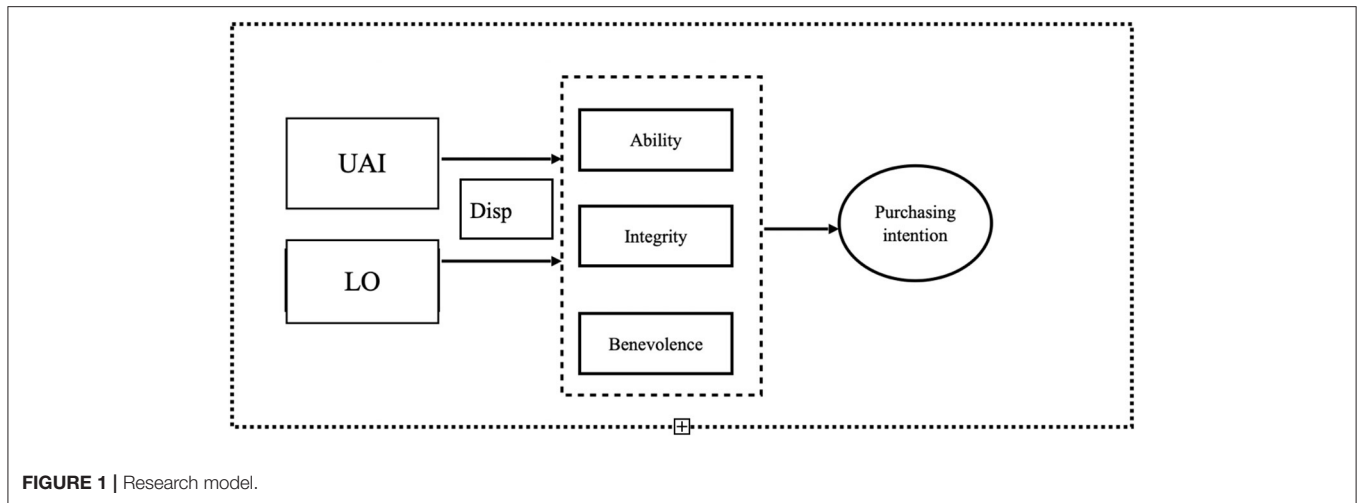 UAI
Disp
LO
Ability
Integrity
Benevolence
Purchasing
intention
FIGURE 1 | Research model.